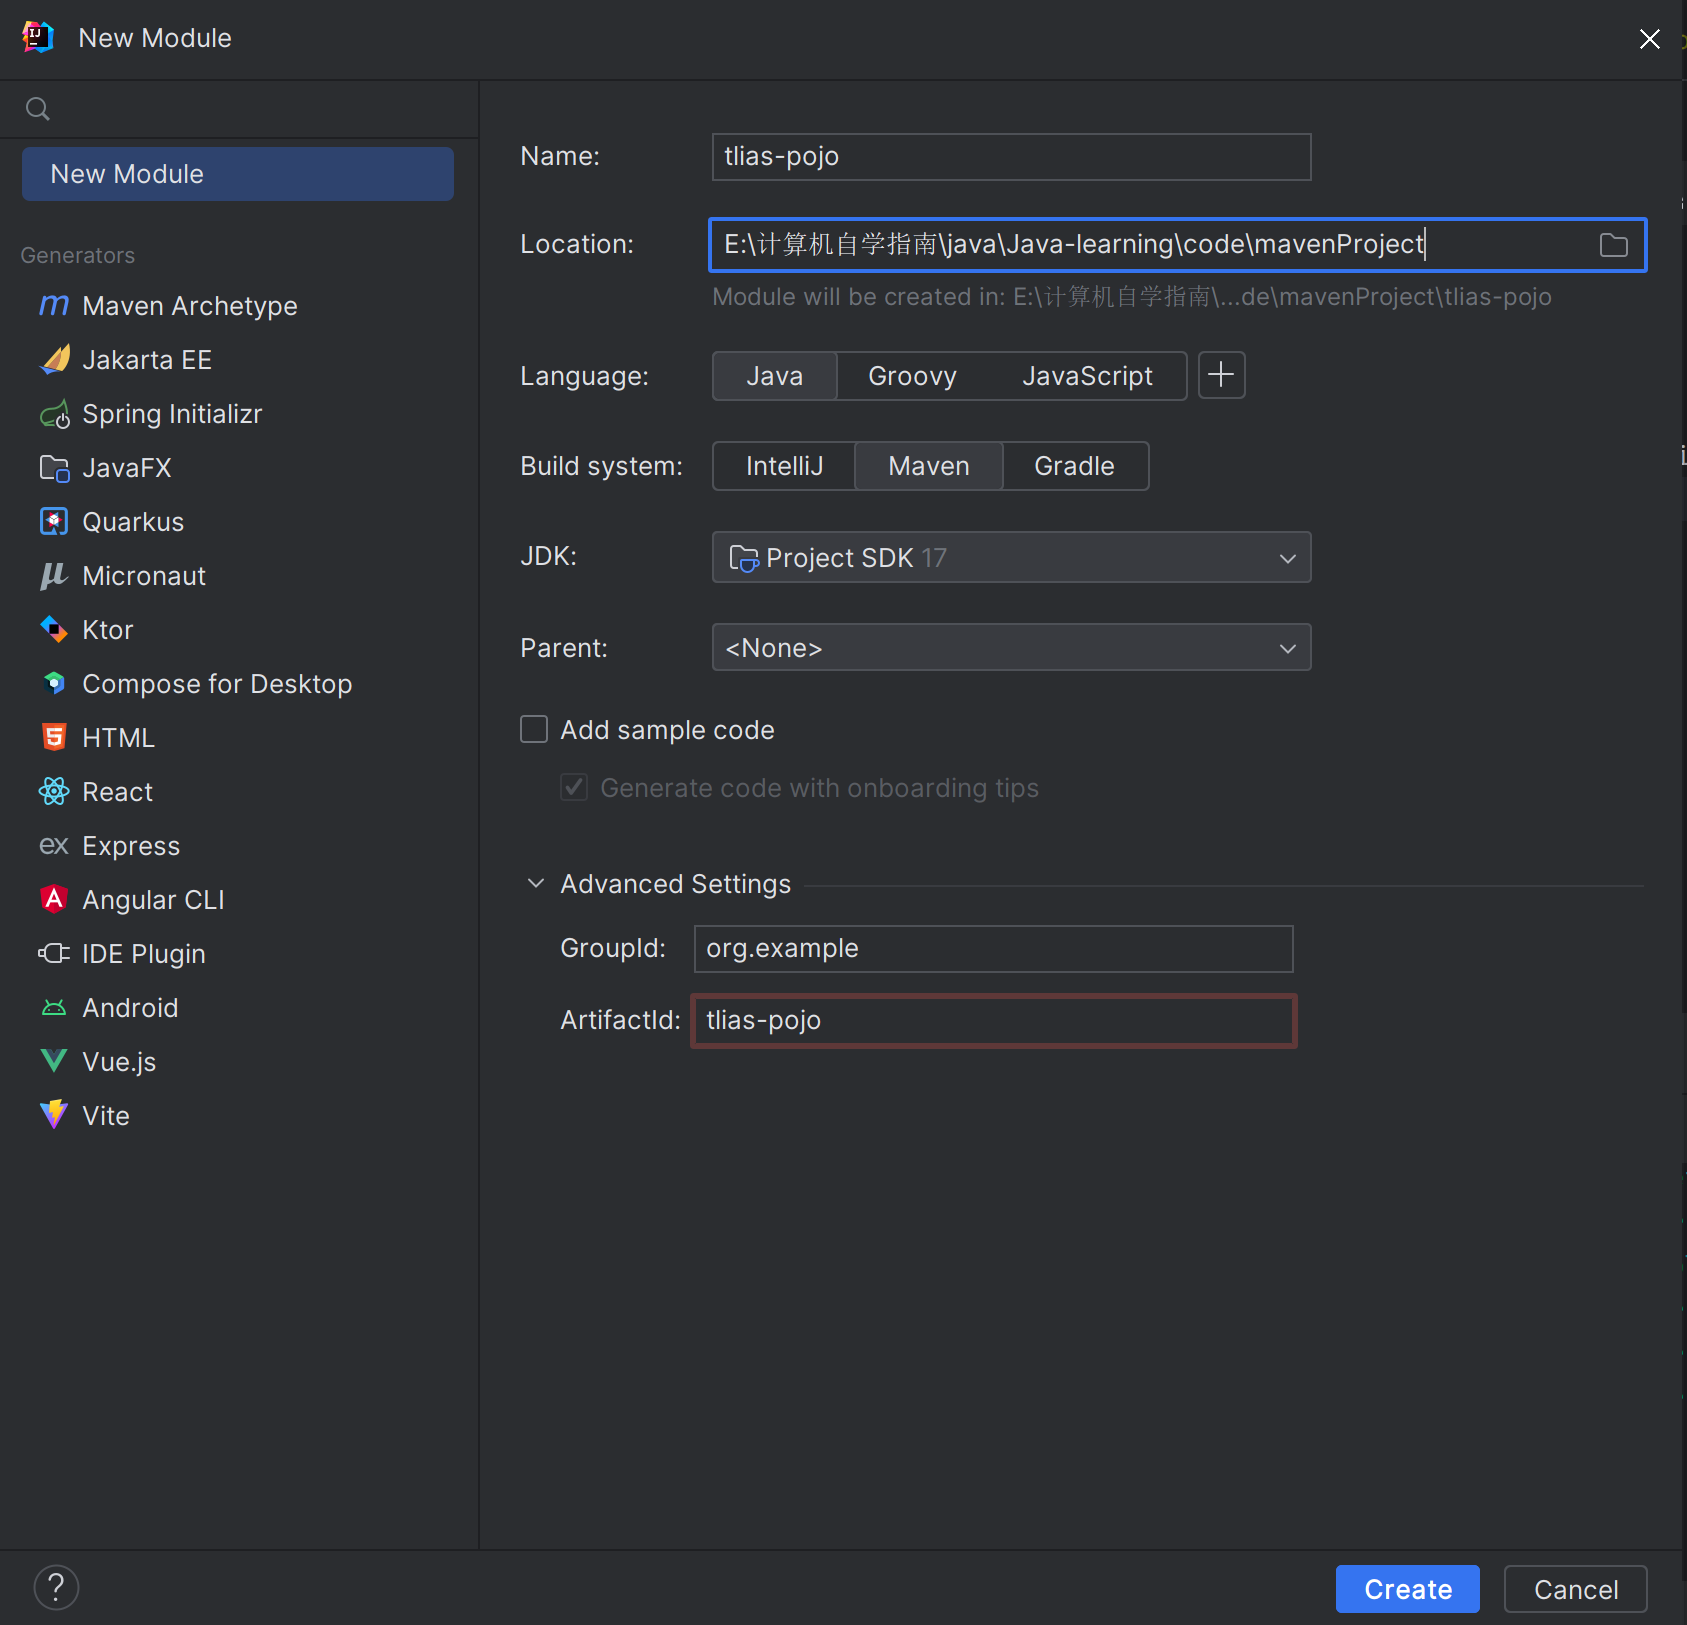 New Module
New Module
Generators
Maven Archetype
Jakarta EE
Spring Initializr
JavaFX
Quarkus
Micronaut
Ktor
Compose for Desktop
HTML
React
Express
Angular CLI
IDE Plugin
Android
Vue.js
Vite
Name: tlias-pojo
Location: E:\计算机自学指南\java\Java-learning\code\mavenProject
Module will be created in: E:\计算机自学指南\...de\mavenProject\tlias-pojo
Language: Java Groovy JavaScript
Build system: IntelliJ Maven Gradle
JDK: Project SDK 17
Parent: <None>
Add sample code
Generate code with onboarding tips
Advanced Settings
GroupId: org.example
ArtifactId: tlias-pojo
? Create Cancel